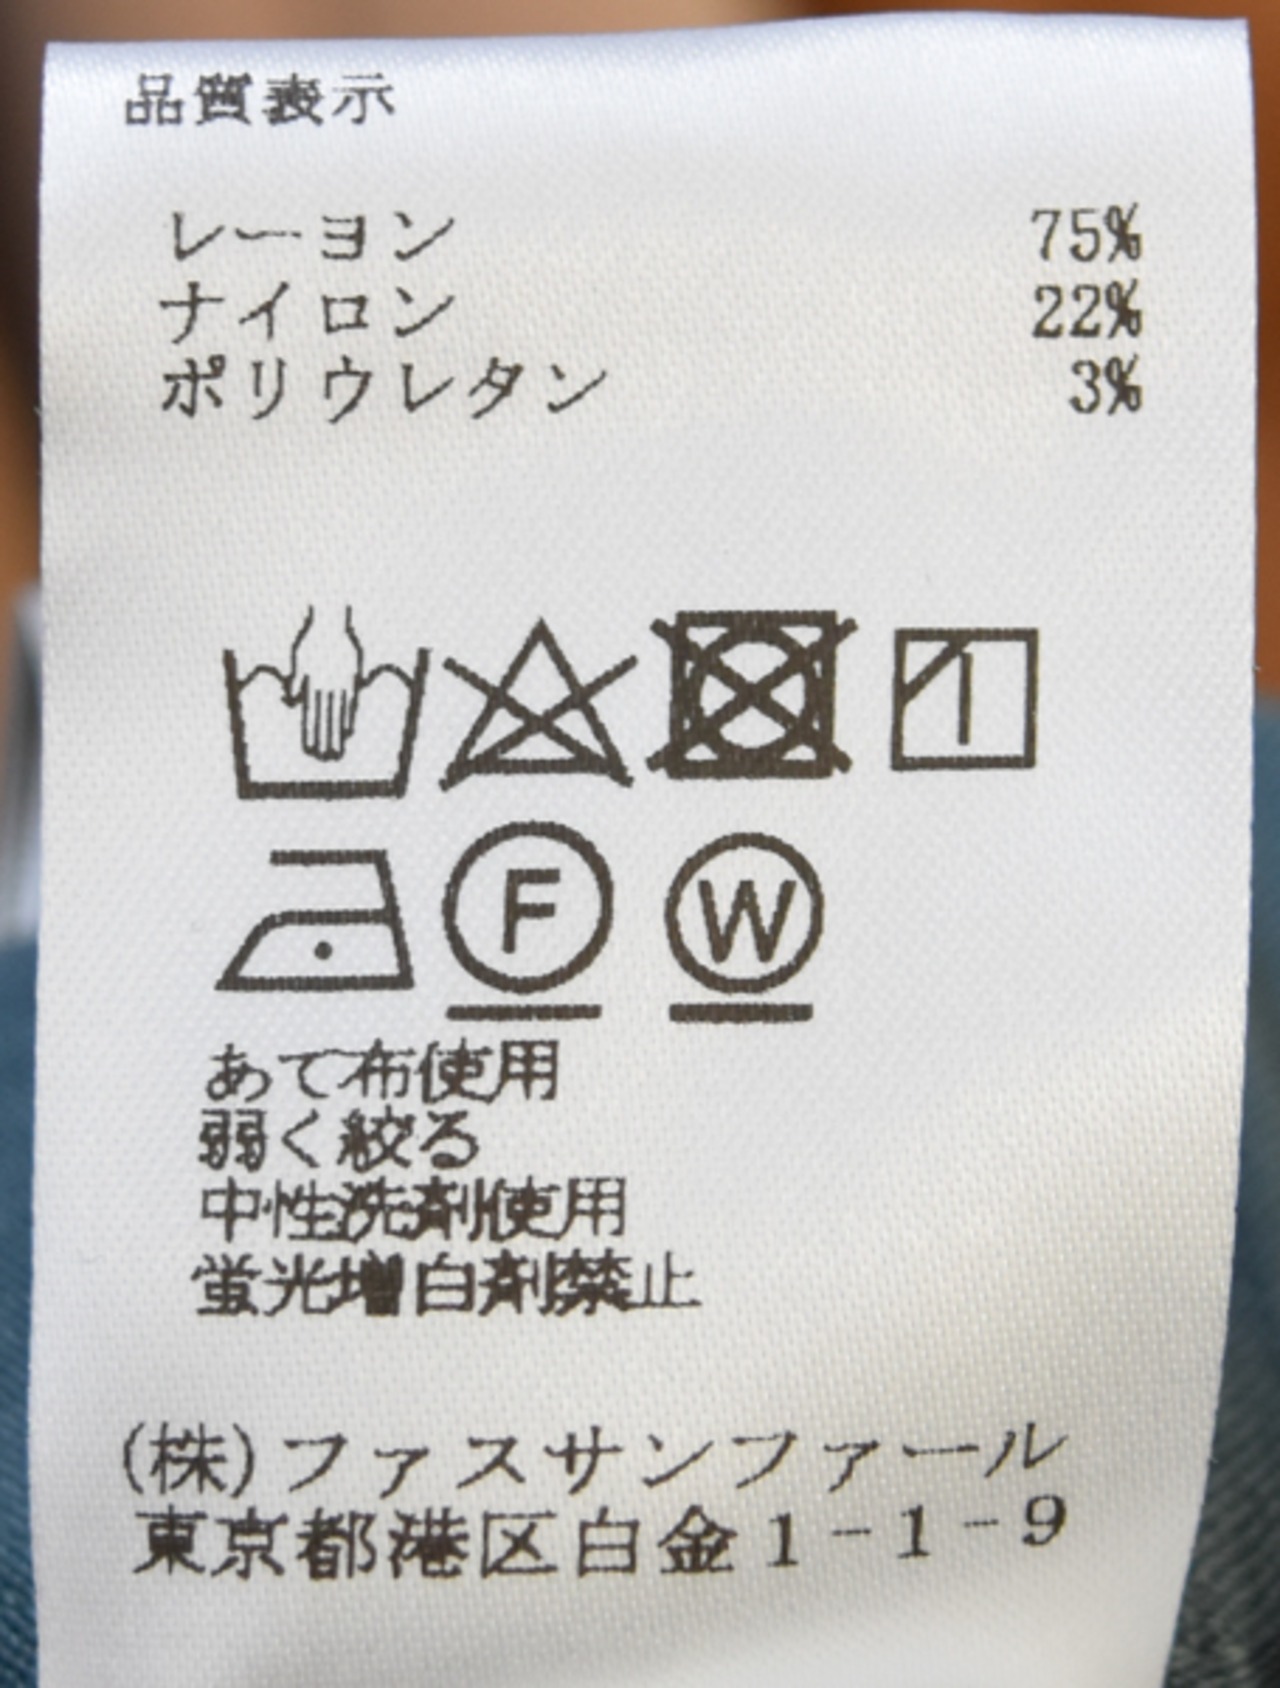 品質表示
レーヨン 75%
ナイロン 22%
ポリウレタン 3%
F W
あて布使用
弱く絞る
中性洗剤使用
蛍光増白剤禁止
(株)ファスサンファール
東京都港区白金1-1-9